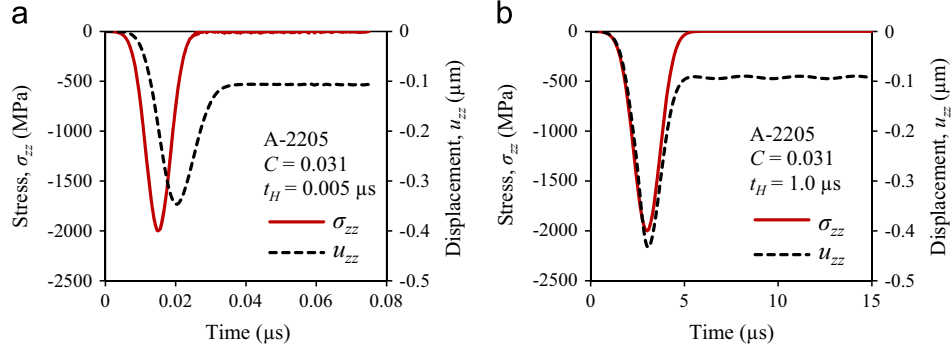 a
0
-500
-1000
-1500
-2000
-2500
Stress, σzz (MPa)
0
-0.1
-0.2
-0.3
-0.4
-0.5
Displacement, uzz (µm)
A-2205
C = 0.031
tH = 0.005 µs
σzz
uzz
0 0.02 0.04 0.06 0.08
Time (µs)
b
0
-500
-1000
-1500
-2000
-2500
Stress, σzz (MPa)
0
-0.1
-0.2
-0.3
-0.4
-0.5
Displacement, uzz (µm)
A-2205
C = 0.031
tH = 1.0 µs
σzz
uzz
0 5 10 15
Time (µs)